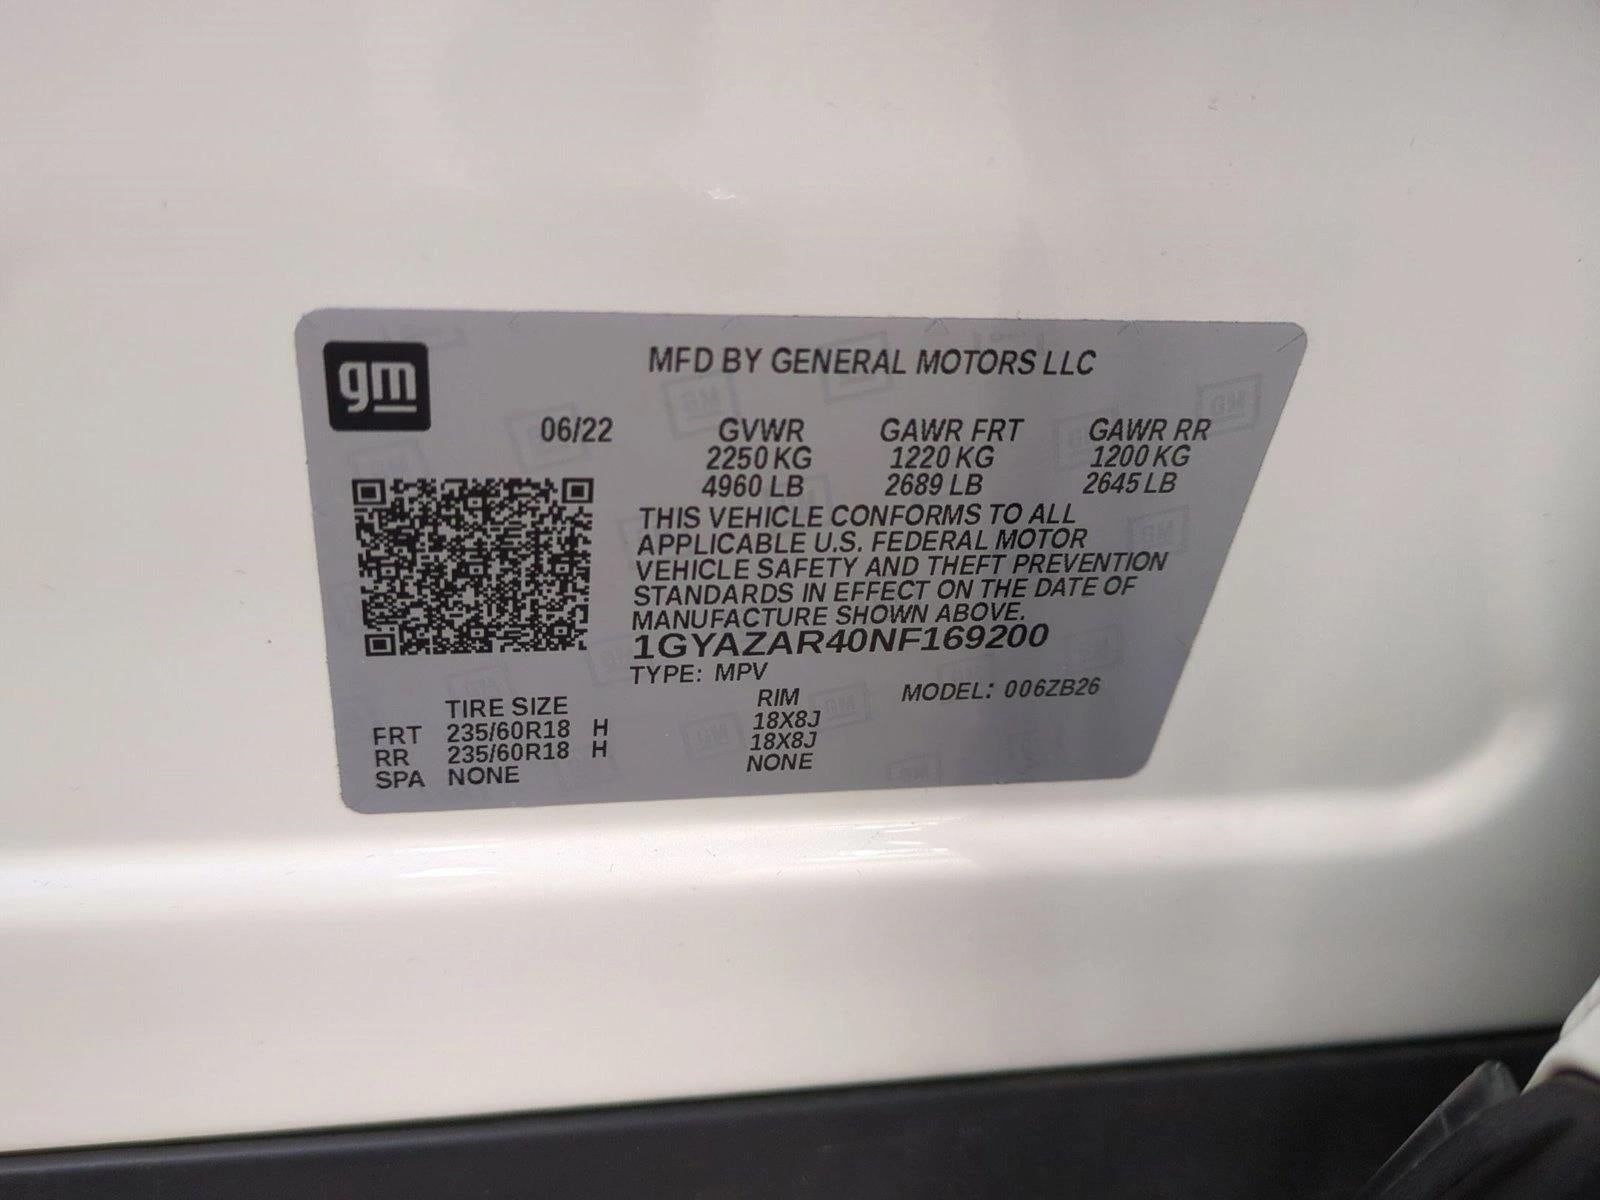 gm
MFD BY GENERAL MOTORS LLC
06/22 GVWR GAWR FRT GAWR RR
2250 KG 1220 KG 1200 KG
4960 LB 2689 LB 2645 LB
THIS VEHICLE CONFORMS TO ALL
APPLICABLE U.S. FEDERAL MOTOR
VEHICLE SAFETY AND THEFT PREVENTION
STANDARDS IN EFFECT ON THE DATE OF
MANUFACTURE SHOWN ABOVE.
1GYAZAR40NF169200
TYPE: MPV
MODEL: 006ZB26
TIRE SIZE RIM
FRT 235/60R18 H 18X8J
RR 235/60R18 H 18X8J
SPA NONE NONE